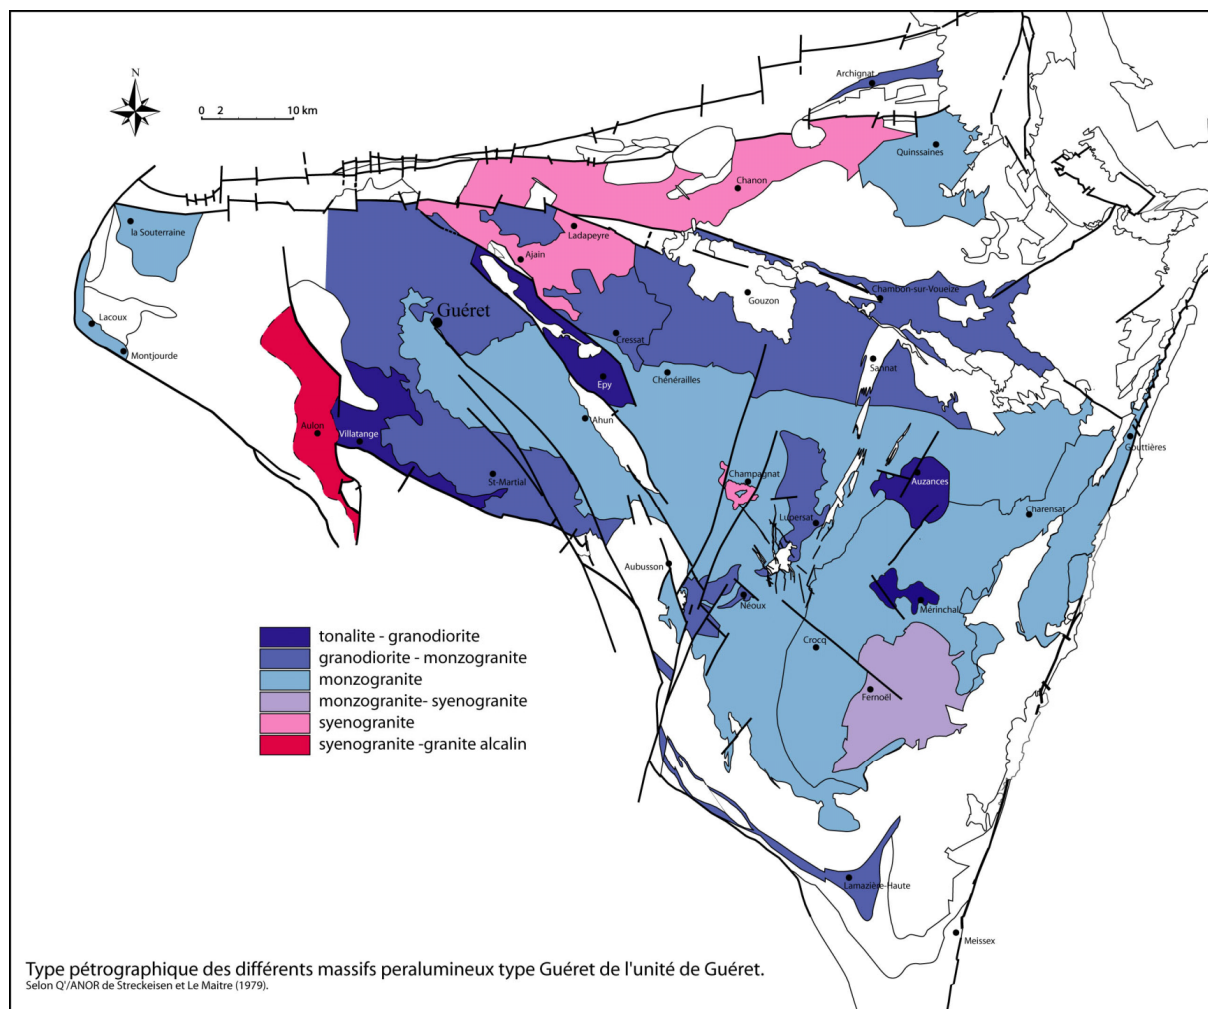 N
0 2 10 km
Archignat
Quinssaines
Chanon
la Souterraine
Ladapeyre
Ajain
Chambon-sur-Voueize
Gouzon
Guéret
Lacoux
Cressat
Montjourde
Sannat
Chénérailles
Epy
Ahun
Aulon
Villatange
Gouttières
St-Martial
Champagnat
Auzances
Lupersat
Charensat
Aubusson
Néoux
Mérinchal
Crocq
Fernoël
tonalite - granodiorite
granodiorite - monzogranite
monzogranite
monzogranite- syenogranite
syenogranite
syenogranite -granite alcalin
Lamazière-Haute
Meissex
Type pétrographique des différents massifs peralumineux type Guéret de l'unité de Guéret.
Selon Q'/ANOR de Streckeisen et Le Maitre (1979).